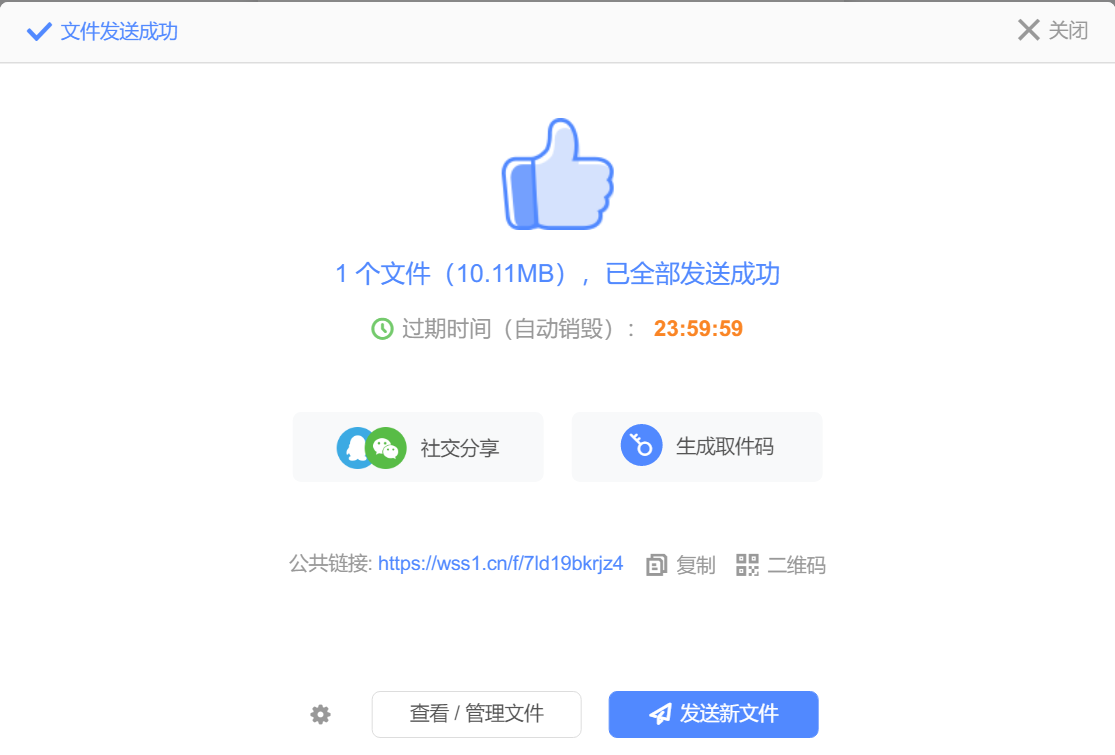 文件发送成功
关闭
1 个文件（10.11MB），已全部发送成功
过期时间（自动销毁）： 23:59:59
社交分享
生成取件码
公共链接: https://wss1.cn/f/7ld19bkrjz4 复制 二维码
查看 / 管理文件
发送新文件